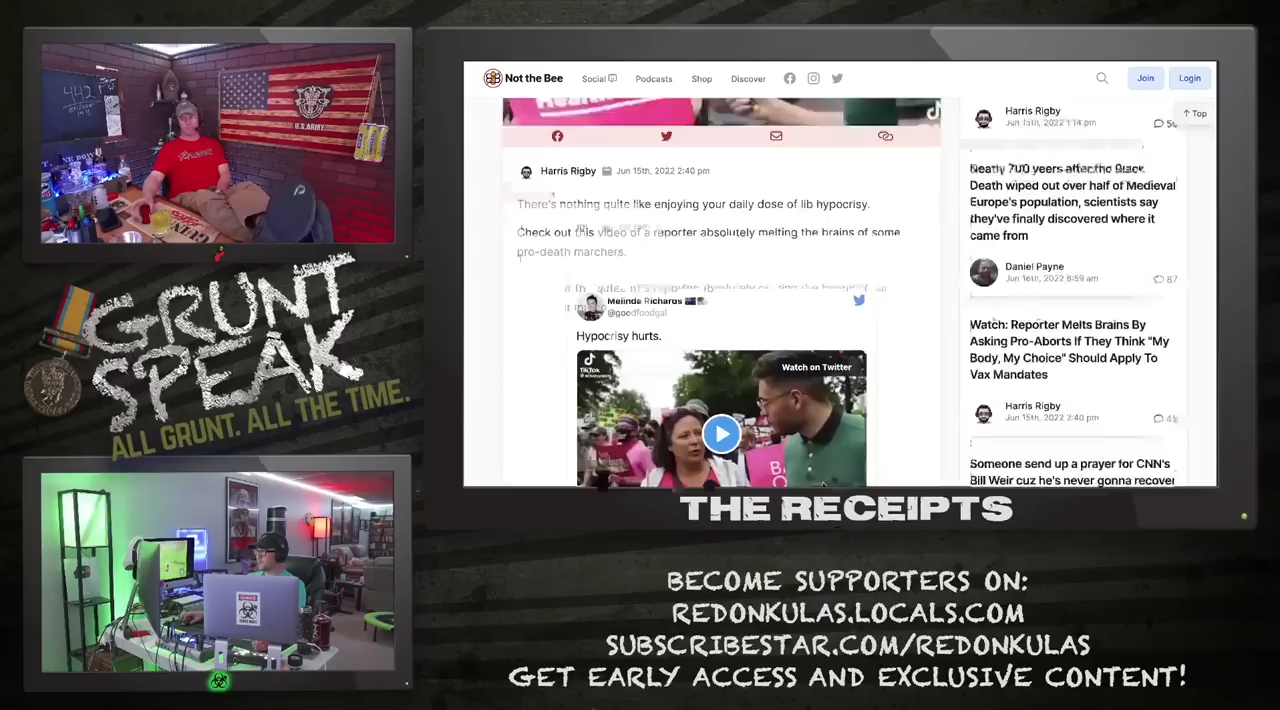 442
U.S. ARMY
GRUNT
SPEAK
ALL GRUNT. ALL THE TIME.
Not the Bee
Social
Podcasts
Shop
Discover
Join
Login
Harris Rigby
Jun 15th, 2022 2:40 pm
There's nothing quite like enjoying your daily dose of lib hypocrisy.
Check out this video of a reporter absolutely melting the brains of some
pro-death marchers.
Melinda Richards
@goodfoodgal
Hypocrisy hurts.
TikTok
Watch on Twitter
Harris Rigby
Jun 15th, 2022 1:14 pm
↑ Top
Nearly 700 years after the Black
Death wiped out over half of Medieval
Europe's population, scientists say
they've finally discovered where it
came from
Daniel Payne
Jun 16th, 2022 8:59 am
87
Watch: Reporter Melts Brains By
Asking Pro-Aborts If They Think "My
Body, My Choice" Should Apply To
Vax Mandates
Harris Rigby
Jun 15th, 2022 2:40 pm
Someone send up a prayer for CNN's
Bill Weir cuz he's never gonna recover
THE RECEIPTS
BECOME SUPPORTERS ON:
REDONKULAS.LOCALS.COM
SUBSCRIBESTAR.COM/REDONKULAS
GET EARLY ACCESS AND EXCLUSIVE CONTENT!